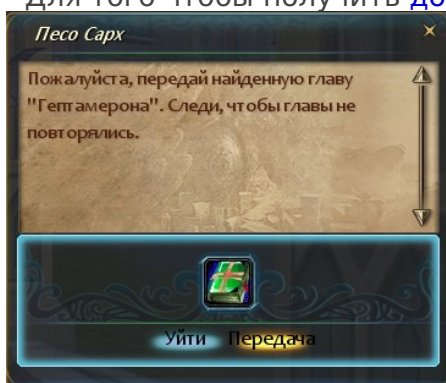 Для того чтобы получить до
Песо Сарх
Пожалуйста, передай найденную главу
"Гептамерона". Следи, чтобы главы не
повторялись.
Уйти Передача